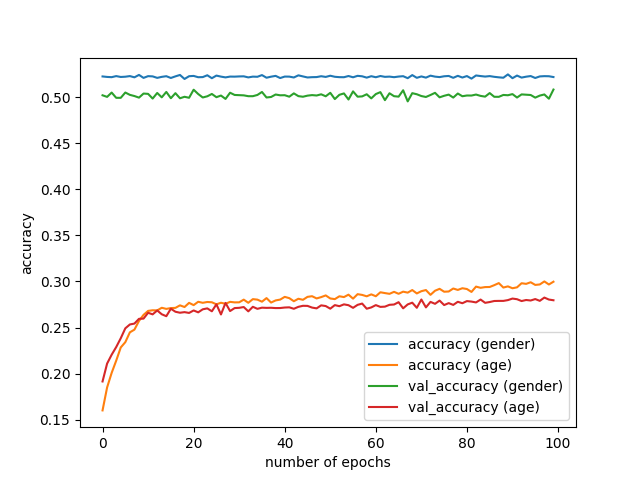 0.50
0.45
0.40
0.35
0.30
0.25
0.20
0.15
accuracy
0 20 40 60 80 100
number of epochs
accuracy (gender)
accuracy (age)
val_accuracy (gender)
val_accuracy (age)